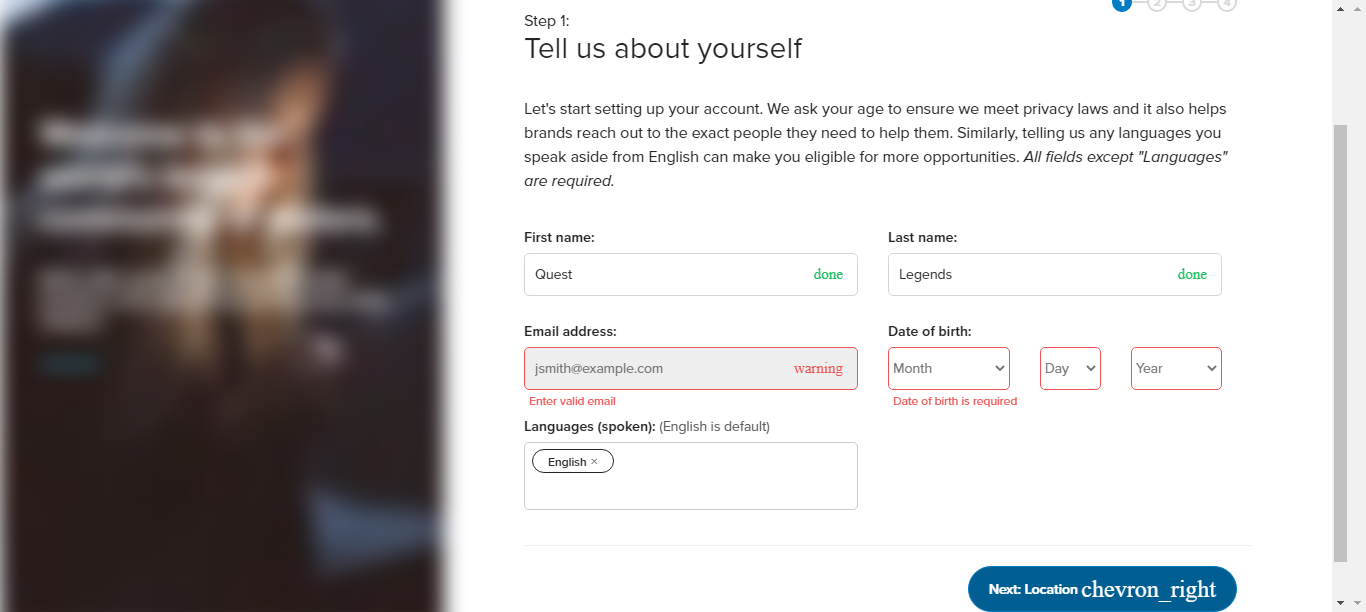 1 2 3 4
Step 1:
Tell us about yourself
Let's start setting up your account. We ask your age to ensure we meet privacy laws and it also helps
brands reach out to the exact people they need to help them. Similarly, telling us any languages you
speak aside from English can make you eligible for more opportunities. All fields except "Languages"
are required.
First name: Last name:
Quest done Legends done
Email address: Date of birth:
jsmith@example.com warning Month Day Year
Enter valid email Date of birth is required
Languages (spoken): (English is default)
English ×
Next: Location chevron_right